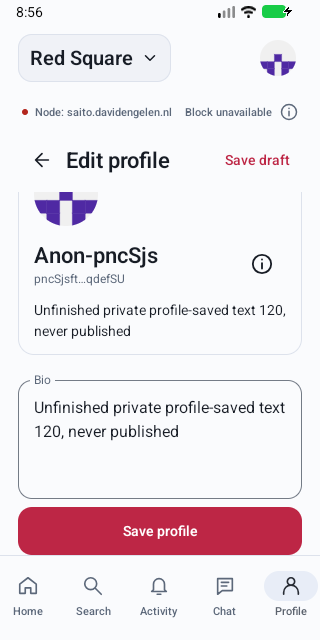 8:56
Red Square
Node: saito.davidengelen.nl Block unavailable
Edit profile
Save draft
Anon-pncSjs
pncSjsft...qdefSU
Unfinished private profile-saved text 120,
never published
Bio
Unfinished private profile-saved text
120, never published
Save profile
Home Search Activity Chat Profile